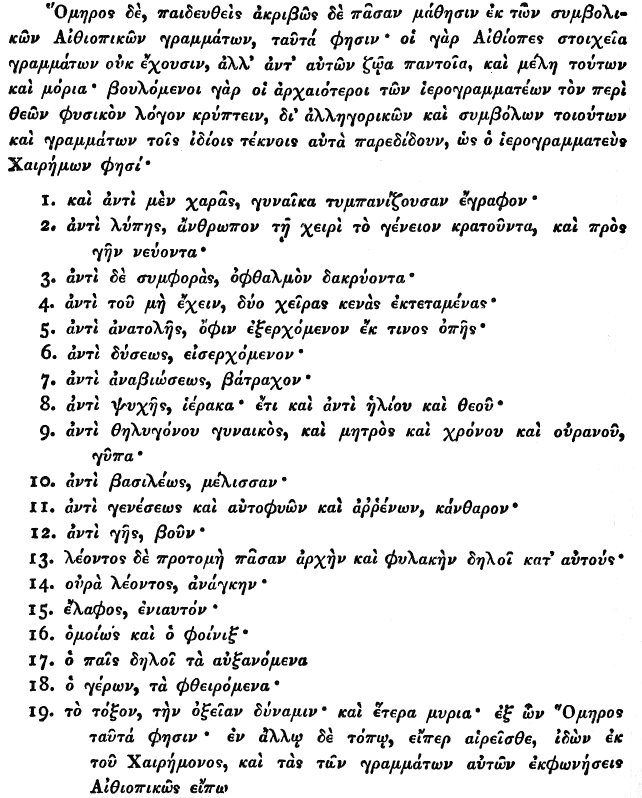 Ὅμηρος δὲ, παιδευθεὶς ἀκριβῶς δὲ πᾶσαν μάθησιν ἐκ τῶν συμβολι-
κῶν Αἰθιοπικῶν γραμμάτων, ταῦτά φησιν· οἱ γὰρ Αἰθίοπες στοιχεῖα
γραμμάτων οὐκ ἔχουσιν, ἀλλ’ ἀντ’ αὐτῶν ζῷα παντοῖα, καὶ μέλη τούτων
καὶ μόρια· βουλόμενοι γὰρ οἱ ἀρχαιότεροι τῶν ἱερογραμματέων τὸν περὶ
θεῶν φυσικὸν λόγον κρύπτειν, δι’ ἀλληγορικῶν καὶ συμβόλων τοιούτων
καὶ γραμμάτων τοῖς ἰδίοις τέκνοις αὐτὰ παρεδίδουν, ὡς ὁ ἱερογραμματεὺς
Χαιρήμων φησί·
1. καὶ ἀντὶ μὲν χαρᾶς, γυναῖκα τυμπανίζουσαν ἔγραφον·
2. ἀντὶ λύπης, ἄνθρωπον τῇ χειρὶ τὸ γένειον κρατοῦντα, καὶ πρὸς
γῆν νεύοντα·
3. ἀντὶ δὲ συμφορὰς, ὀφθαλμὸν δακρύοντα·
4. ἀντὶ τοῦ μὴ ἔχειν, δύο χεῖρας κενὰς ἐκτεταμένας·
5. ἀντὶ ἀνατολῆς, ὄφιν ἐξερχόμενον ἔκ τινος ὀπῆς·
6. ἀντὶ δύσεως, εἰσερχόμενον·
7. ἀντὶ ἀναβιώσεως, βάτραχον·
8. ἀντὶ ψυχῆς, ἱέρακα· ἔτι καὶ ἀντὶ ἡλίου καὶ θεοῦ·
9. ἀντὶ θηλυγόνου γυναικὸς, καὶ μητρὸς καὶ χρόνου καὶ οὐρανοῦ,
γῦπα·
10. ἀντὶ βασιλέως, μέλισσαν·
11. ἀντὶ γενέσεως καὶ αὐτοφυῶν καὶ ἀῤῥένων, κάνθαρον·
12. ἀντὶ γῆς, βοῦν·
13. λέοντος δὲ προτομὴ πᾶσαν ἀρχὴν καὶ φυλακὴν δηλοῖ κατ’ αὐτούς·
14. οὐρὰ λέοντος, ἀνάγκην·
15. ἔλαφος, ἐνιαυτόν·
16. ὁμοίως καὶ ὁ φοίνιξ·
17. ὁ παῖς δηλοῖ τὰ αὐξανόμενα
18. ὁ γέρων, τὰ φθειρόμενα·
19. τὸ τόξον, τὴν ὀξεῖαν δύναμιν· καὶ ἕτερα μυρια· ἐξ ὧν Ὅμηρος
ταῦτά φησιν· ἐν ἄλλῳ δὲ τόπῳ, εἴπερ αἱρεῖσθε, ἰδὼν ἐκ
τοῦ Χαιρήμονος, καὶ τὰς τῶν γραμμάτων αὐτῶν ἐκφωνήσεις
Αἰθιοπικῶς εἴπω